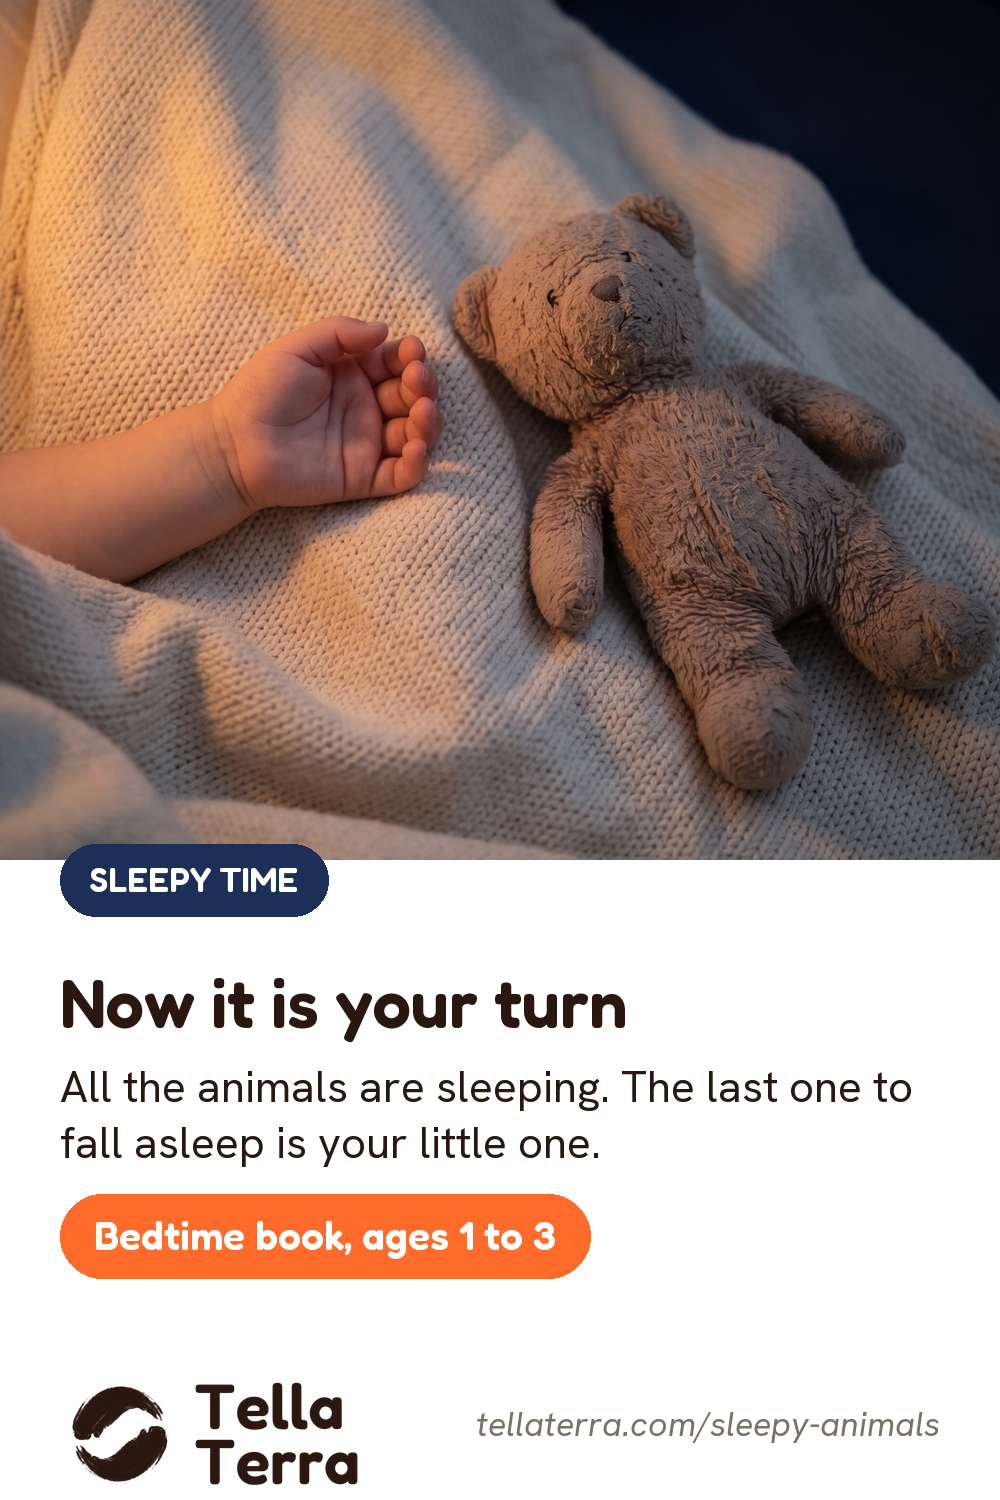 SLEEPY TIME
Now it is your turn
All the animals are sleeping. The last one to
fall asleep is your little one.
Bedtime book, ages 1 to 3
Tella
Terra
tellaterra.com/sleepy-animals